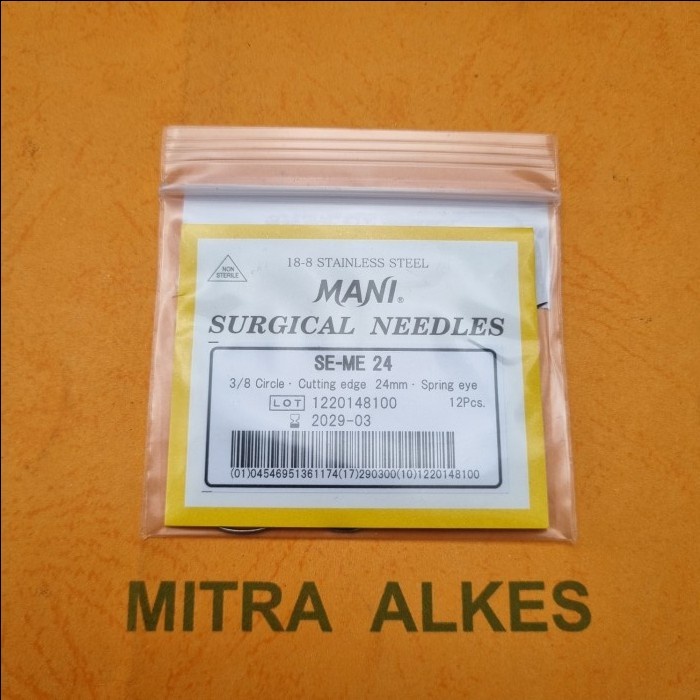 NON
STERILE
18-8 STAINLESS STEEL
MANI®
SURGICAL NEEDLES
SE-ME 24
3/8 Circle · Cutting edge 24mm · Spring eye
LOT 1220148100 12Pcs.
2029-03
(01)04546951361174(17)290300(10)1220148100
MITRA ALKES